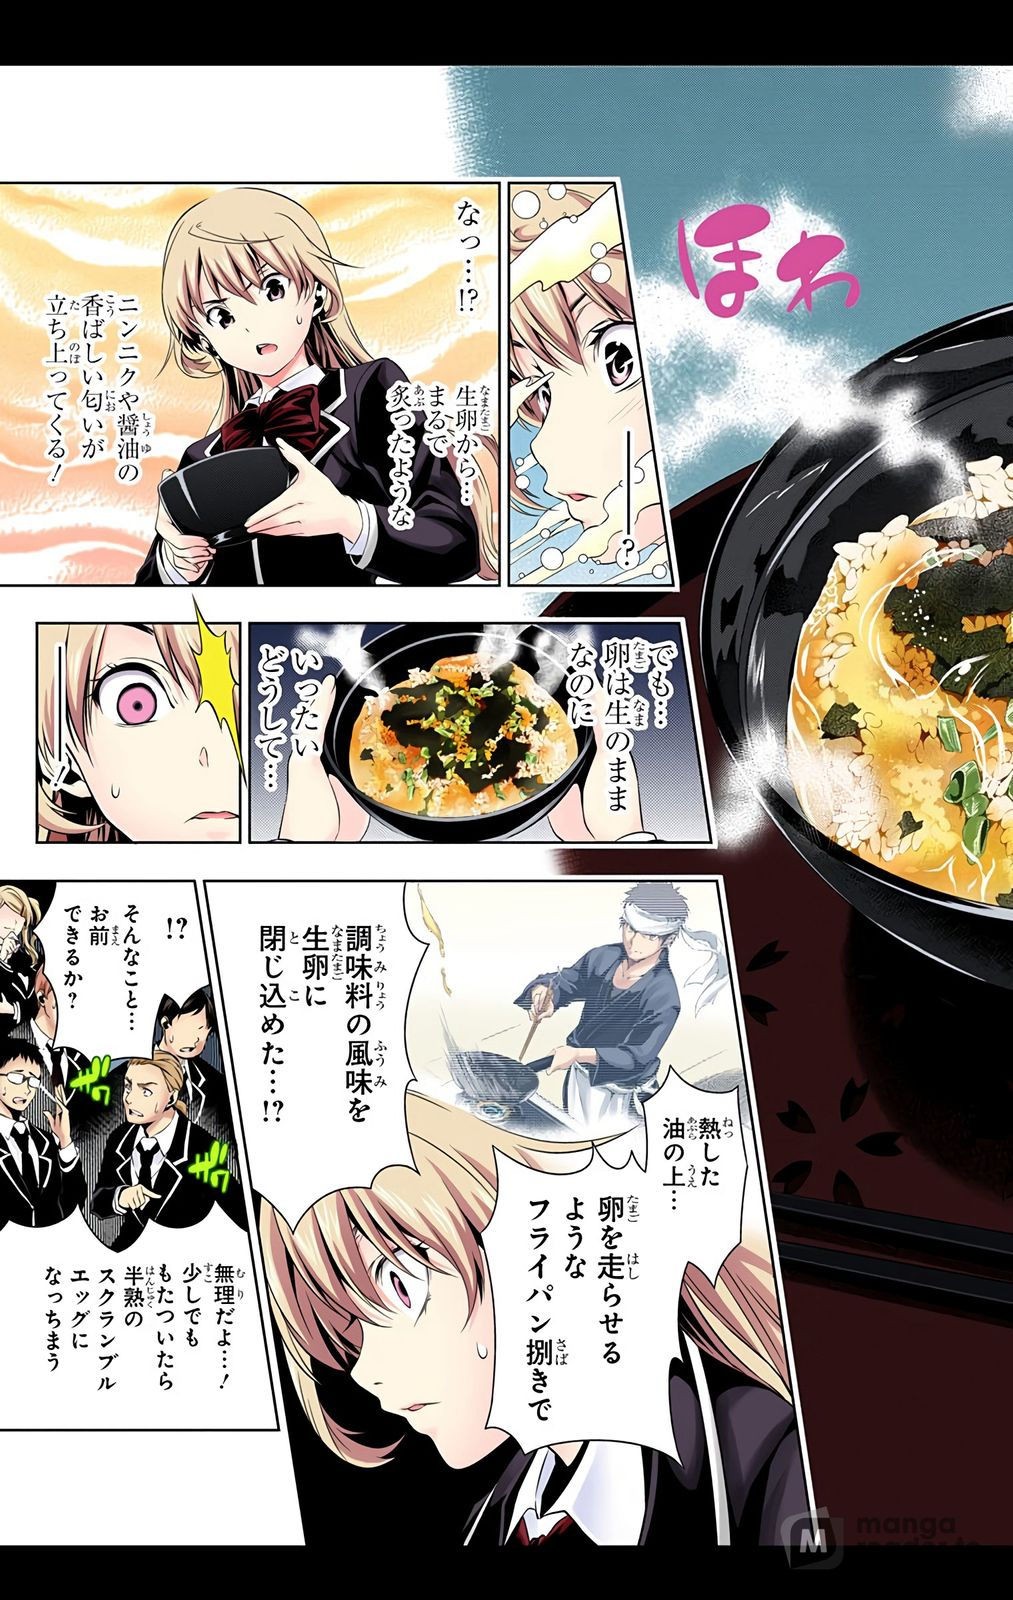 ほわ
――…?
なっ…!?
生卵から…
まるで
炙ったような
ニンニクや醤油の
香ばしい匂いが
立ち上ってくる!
でも…
卵は生のまま
なのに
いったい
どうして…
――!
熱した
油の上…
卵を走らせる
ような
フライパン捌きで
調味料の風味を
生卵に
閉じ込めた…!?
!?
そんなこと…
お前
できるか?
無理だよ…!
少しでも
もたついたら
半熟の
スクランブル
エッグに
なっちまう
M
manga